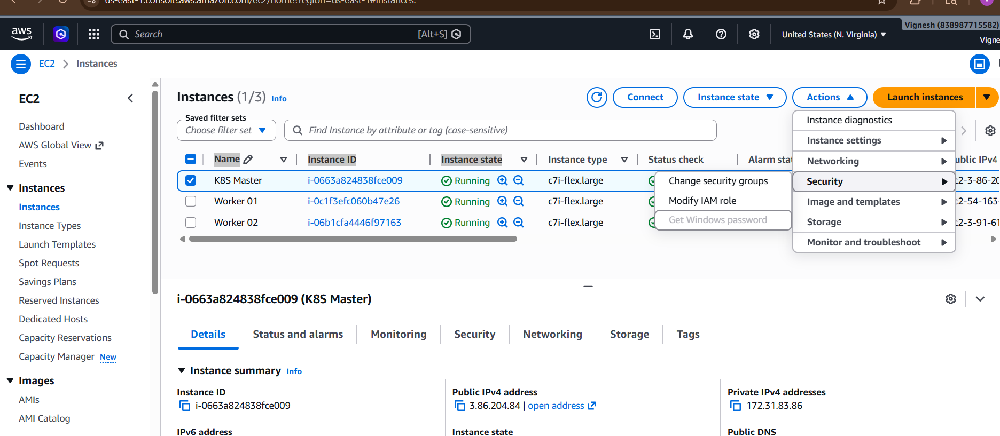 us-east-1.console.aws.amazon.com/ec2/home?region=us-east-1#Instances:
aws
Search
[Alt+S]
United States (N. Virginia)
Vignesh (838987715582)
Vigne
EC2
Instances
EC2
Dashboard
AWS Global View
Events
Instances
Instances
Instance Types
Launch Templates
Spot Requests
Savings Plans
Reserved Instances
Dedicated Hosts
Capacity Reservations
Capacity Manager New
Images
AMIs
AMI Catalog
Instances (1/3) Info
Connect
Instance state
Actions
Launch instances
Saved filter sets
Choose filter set
Find Instance by attribute or tag (case-sensitive)
Name Instance ID Instance state Instance type Status check Alarm stat ublic IPv4
K8S Master i-0663a824838fce009 Running c7i-flex.large c2-3-86-20
Worker 01 i-0c1f3efc060b47e26 Running c7i-flex.large c2-54-163-
Worker 02 i-06b1cfa4446f97163 Running c7i-flex.large c2-3-91-61
Instance diagnostics
Instance settings
Networking
Security
Image and templates
Storage
Monitor and troubleshoot
Change security groups
Modify IAM role
Get Windows password
i-0663a824838fce009 (K8S Master)
Details
Status and alarms
Monitoring
Security
Networking
Storage
Tags
Instance summary Info
Instance ID
i-0663a824838fce009
Public IPv4 address
3.86.204.84 | open address
Private IPv4 addresses
172.31.83.86
IPv6 address
Instance state
Public DNS